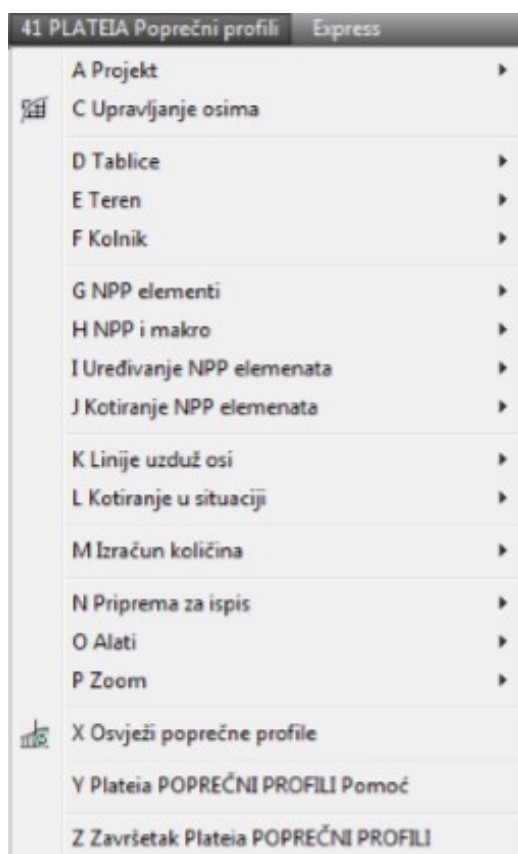 41 PLATEIA Poprečni profili Express
A Projekt
C Upravljanje osima
D Tablice
E Teren
F Kolnik
G NPP elementi
H NPP i makro
I Uređivanje NPP elemenata
J Kotiranje NPP elemenata
K Linije uzduž osi
L Kotiranje u situaciji
M Izračun količina
N Priprema za ispis
O Alati
P Zoom
X Osvježi poprečne profile
Y Plateia POPREČNI PROFILI Pomoć
Z Završetak Plateia POPREČNI PROFILI